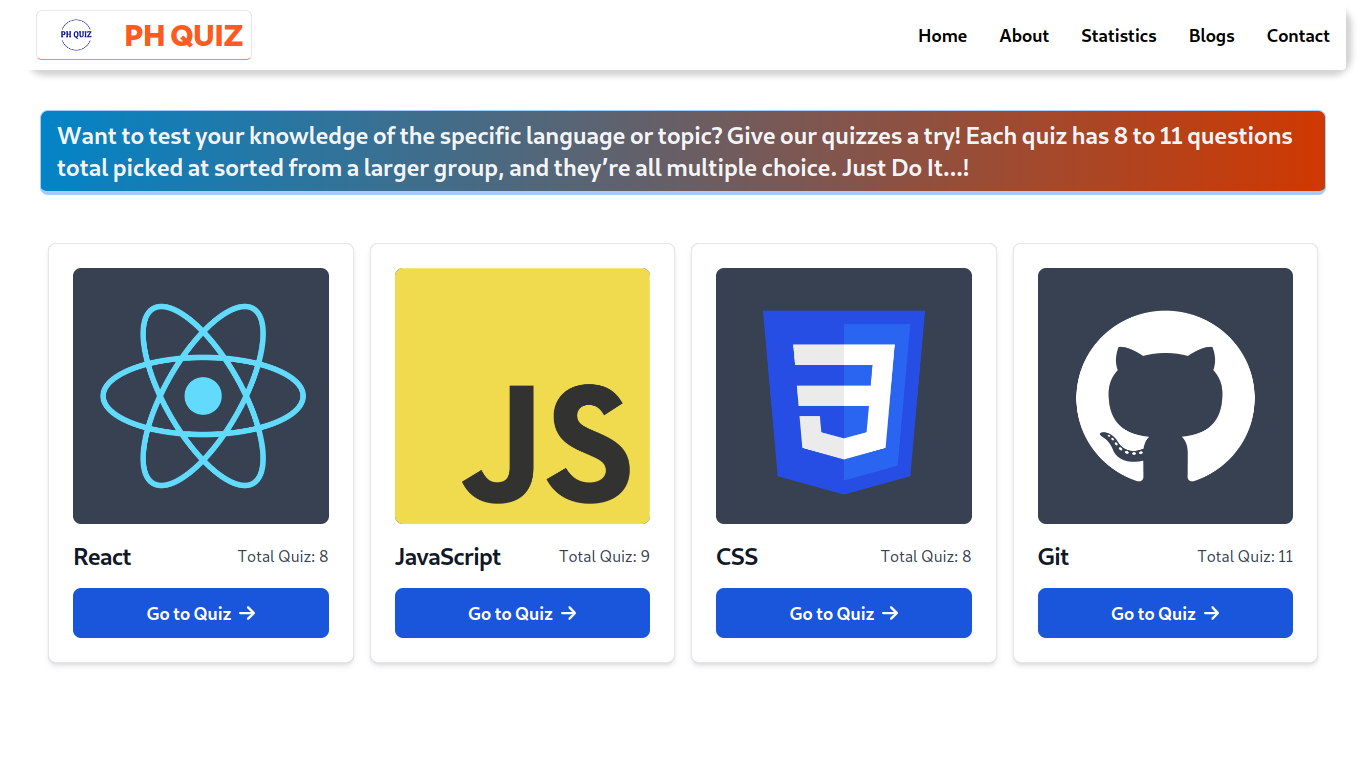 PH QUIZ
PH QUIZ
Home
About
Statistics
Blogs
Contact
Want to test your knowledge of the specific language or topic? Give our quizzes a try! Each quiz has 8 to 11 questions
total picked at sorted from a larger group, and they’re all multiple choice. Just Do It...!
JS
React
Total Quiz: 8
Go to Quiz →
JavaScript
Total Quiz: 9
Go to Quiz →
3
CSS
Total Quiz: 8
Go to Quiz →
Git
Total Quiz: 11
Go to Quiz →